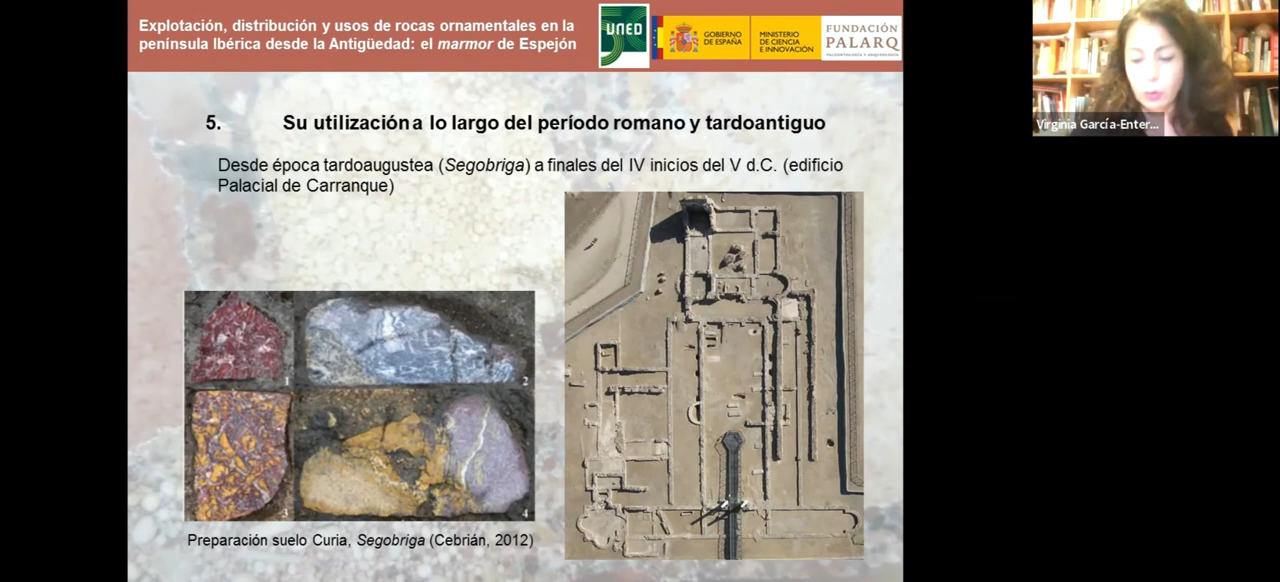 Explotación, distribución y usos de rocas ornamentales en la
península Ibérica desde la Antigüedad: el marmor de Espejón
UNED
GOBIERNO
DE ESPAÑA
MINISTERIO
DE CIENCIA
E INNOVACIÓN
FUNDACIÓN
PALARQ
PALEONTOLOGÍA Y ARQUEOLOGÍA
Virginia García-Enter...
5. Su utilización a lo largo del período romano y tardoantiguo
Desde época tardoaugustea (Segobriga) a finales del IV inicios del V d.C. (edificio
Palacial de Carranque)
1
2
3
4
Preparación suelo Curia, Segobriga (Cebrián, 2012)